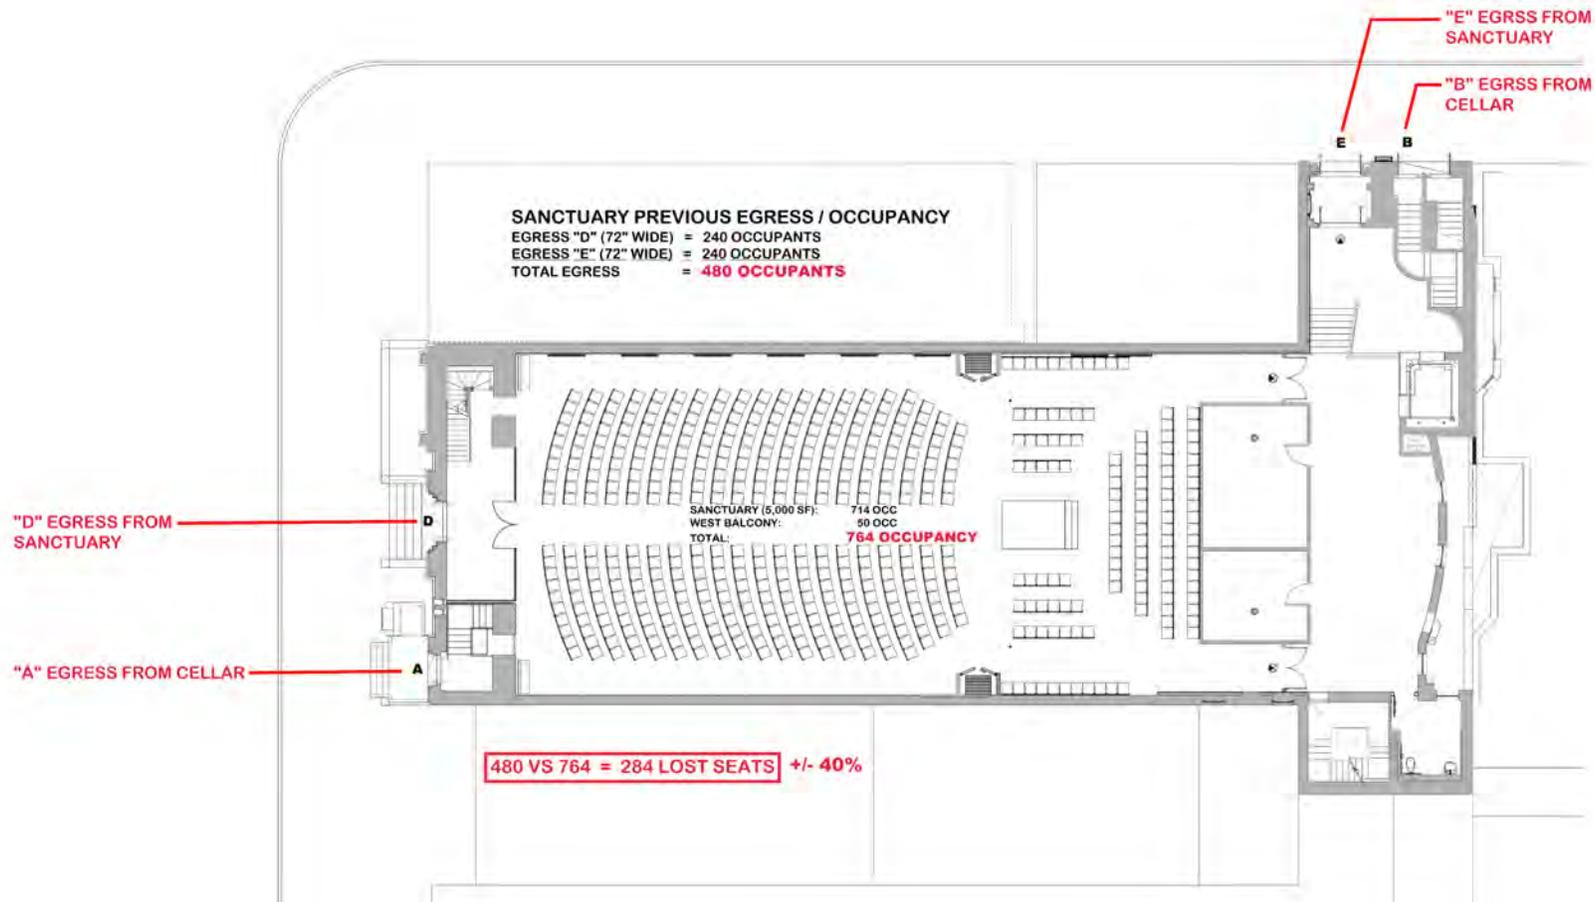 "E" EGRSS FROM
SANCTUARY
"B" EGRSS FROM
CELLAR
E
B
SANCTUARY PREVIOUS EGRESS / OCCUPANCY
EGRESS "D" (72" WIDE) = 240 OCCUPANTS
EGRESS "E" (72" WIDE) = 240 OCCUPANTS
TOTAL EGRESS = 480 OCCUPANTS
SANCTUARY (5,000 SF): 714 OCC
WEST BALCONY: 50 OCC
TOTAL: 764 OCCUPANCY
"D" EGRESS FROM
SANCTUARY
D
"A" EGRESS FROM CELLAR
A
480 VS 764 = 284 LOST SEATS +/- 40%